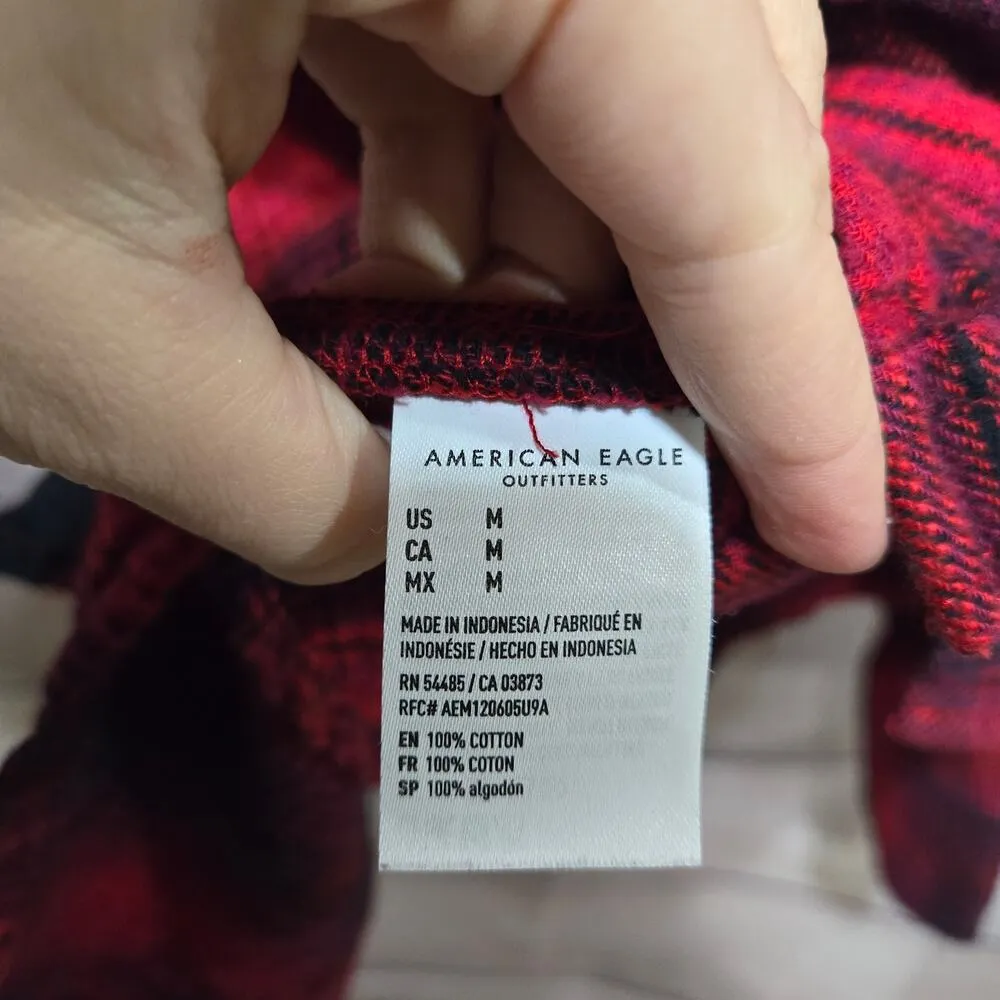 AMERICAN EAGLE
OUTFITTERS
US M
CA M
MX M
MADE IN INDONESIA / FABRIQUÉ EN
INDONÉSIE / HECHO EN INDONESIA
RN 54485 / CA 03873
RFC# AEM120605U9A
EN 100% COTTON
FR 100% COTON
SP 100% algodón